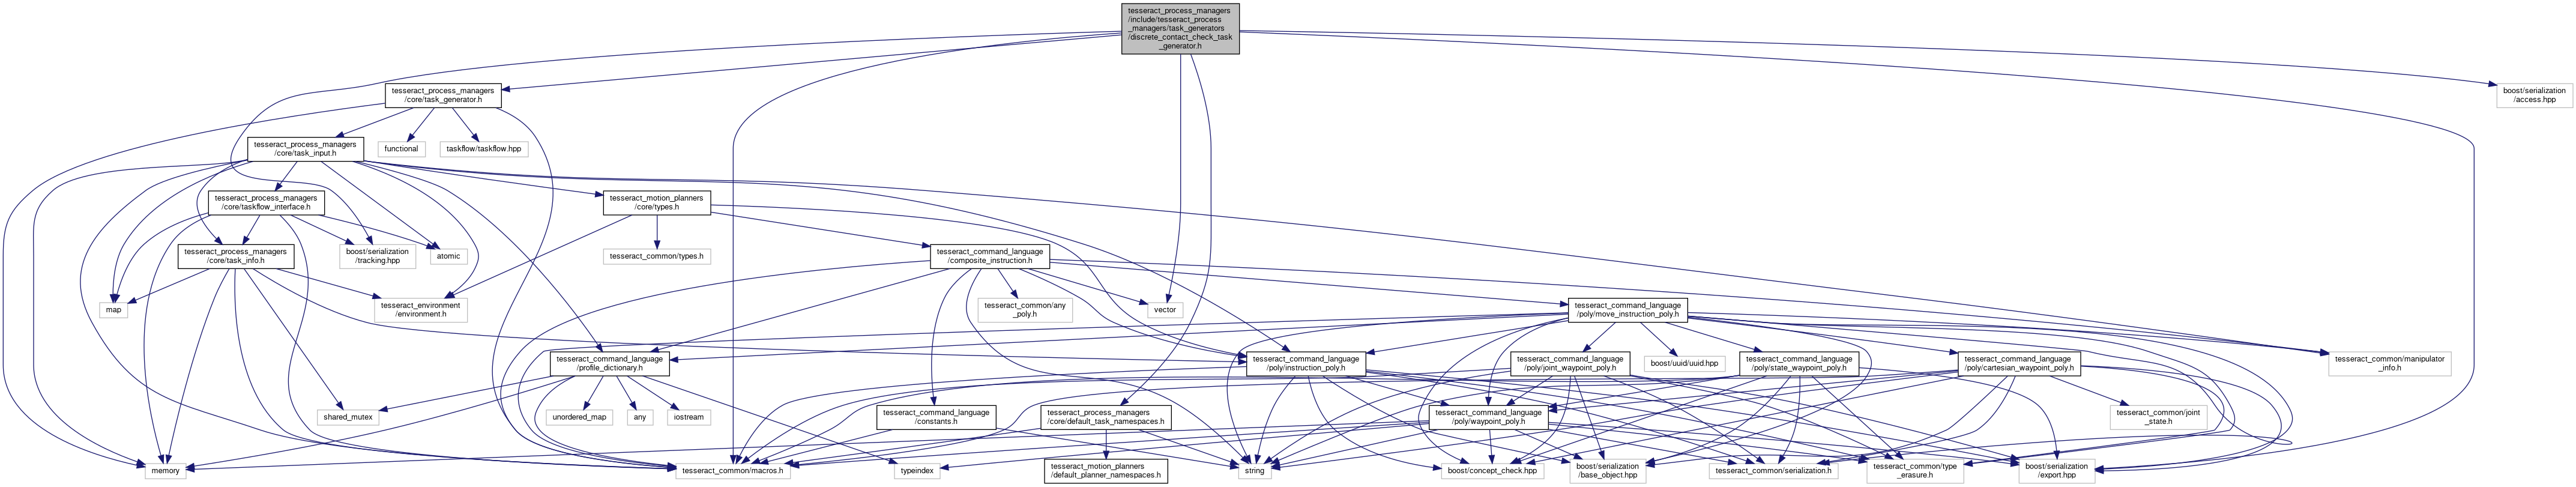 tesseract_process_managers
/include/tesseract_process
_managers/task_generators
/discrete_contact_check_task
_generator.h
tesseract_process_managers
/core/task_generator.h
boost/serialization
/access.hpp
tesseract_process_managers
/core/task_input.h
functional
taskflow/taskflow.hpp
tesseract_process_managers
/core/taskflow_interface.h
tesseract_motion_planners
/core/types.h
tesseract_process_managers
/core/task_info.h
boost/serialization
/tracking.hpp
atomic
tesseract_common/types.h
tesseract_command_language
/composite_instruction.h
map
tesseract_environment
/environment.h
tesseract_common/any
_poly.h
vector
tesseract_command_language
/poly/move_instruction_poly.h
tesseract_command_language
/profile_dictionary.h
tesseract_command_language
/poly/instruction_poly.h
tesseract_command_language
/poly/joint_waypoint_poly.h
boost/uuid/uuid.hpp
tesseract_command_language
/poly/state_waypoint_poly.h
tesseract_command_language
/poly/cartesian_waypoint_poly.h
tesseract_common/manipulator
_info.h
shared_mutex
unordered_map
any
iostream
tesseract_command_language
/constants.h
tesseract_process_managers
/core/default_task_namespaces.h
tesseract_command_language
/poly/waypoint_poly.h
tesseract_common/joint
_state.h
memory
tesseract_common/macros.h
typeindex
tesseract_motion_planners
/default_planner_namespaces.h
string
boost/concept_check.hpp
boost/serialization
/base_object.hpp
tesseract_common/serialization.h
tesseract_common/type
_erasure.h
boost/serialization
/export.hpp